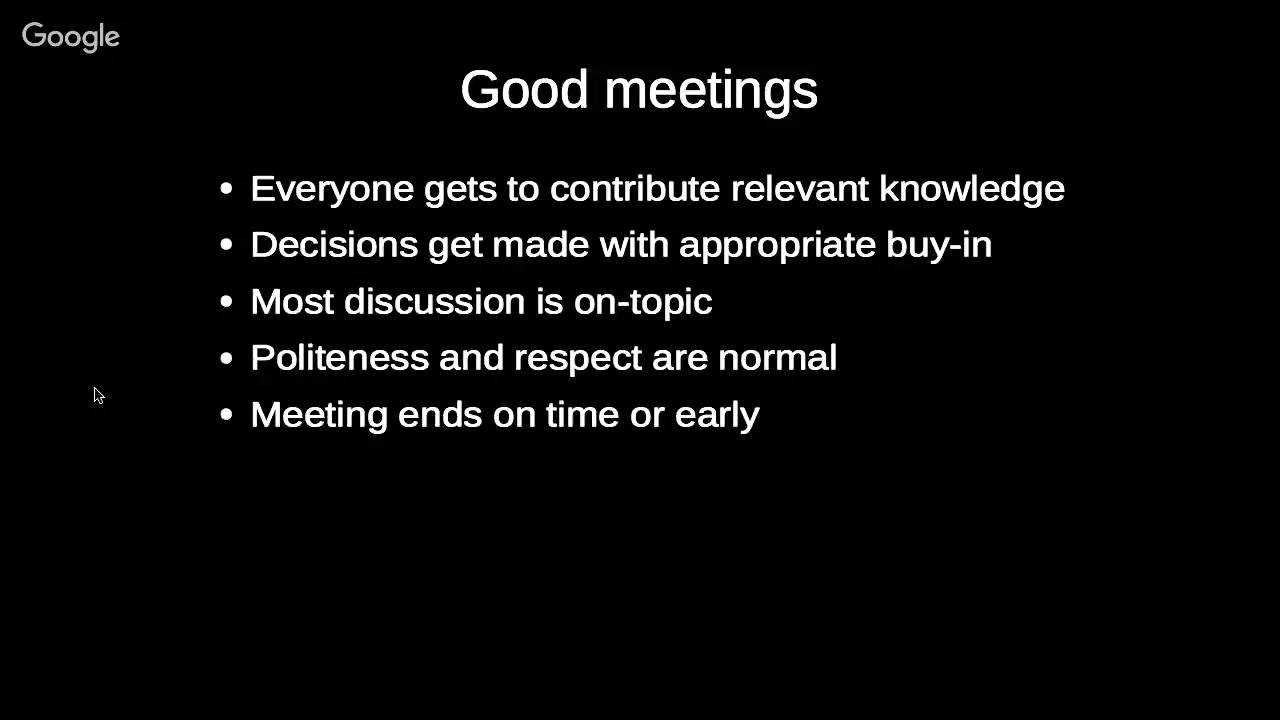 Google
Good meetings
• Everyone gets to contribute relevant knowledge
• Decisions get made with appropriate buy-in
• Most discussion is on-topic
• Politeness and respect are normal
• Meeting ends on time or early